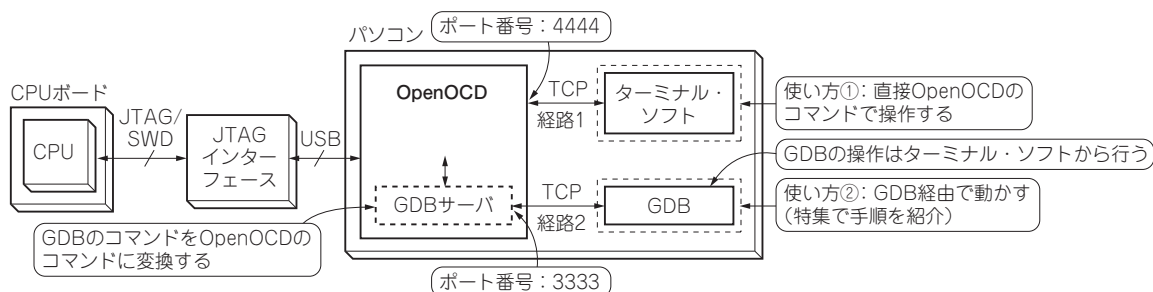 パソコン
ポート番号：4444
CPUボード
CPU
JTAG/
SWD
JTAG
インター
フェース
USB
OpenOCD
GDBサーバ
TCP
経路1
ターミナル・
ソフト
使い方①：直接OpenOCDの
コマンドで操作する
GDBの操作はターミナル・ソフトから行う
TCP
経路2
GDB
使い方②：GDB経由で動かす
（特集で手順を紹介）
GDBのコマンドをOpenOCDの
コマンドに変換する
ポート番号：3333